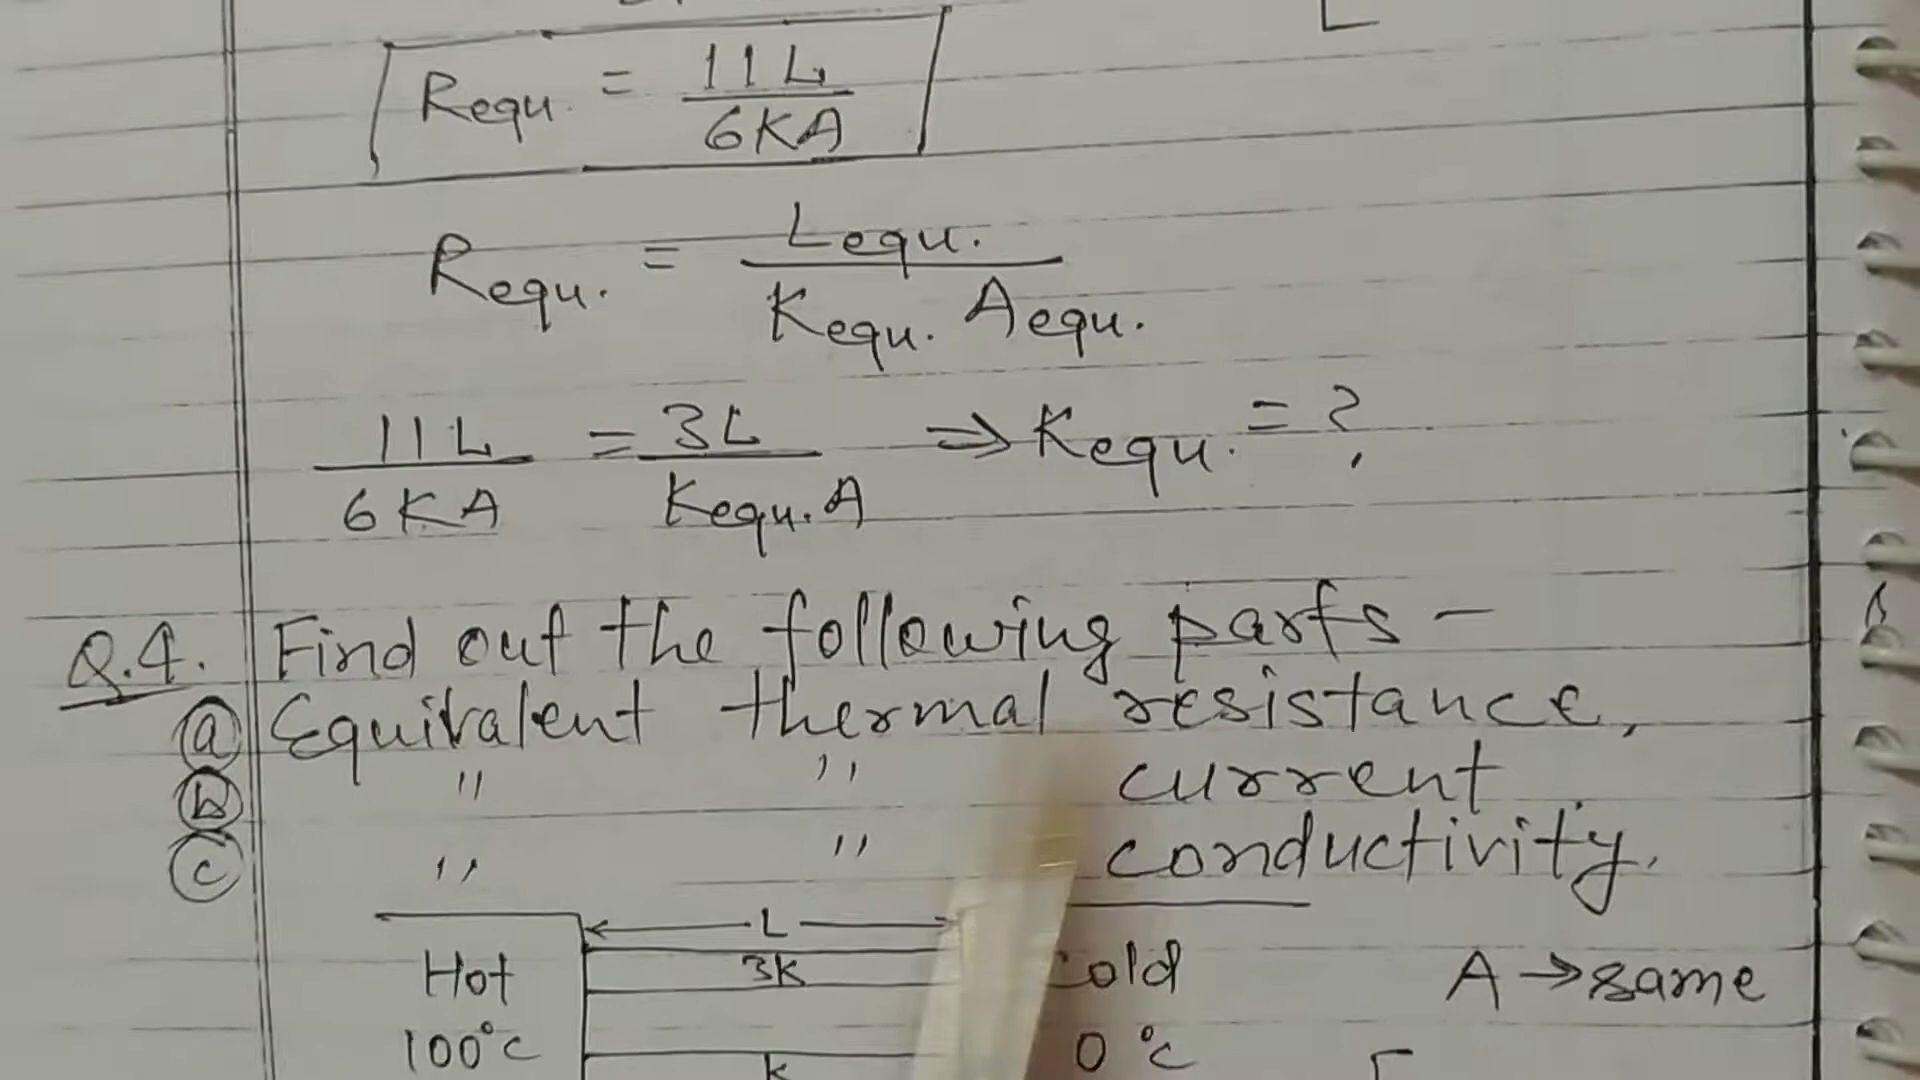 Requ. = 11L / 6KA
Requ. = Lequ. / Kequ. Aequ.
11L / 6KA = 3L / Kequ. A ⇒ Kequ. = ?
Q.4. Find out the following parts -
(a) Equivalent thermal resistance,
(b) " " current
(c) " " conductivity.
L
Hot 3K A → same
100°C 0 °C
K